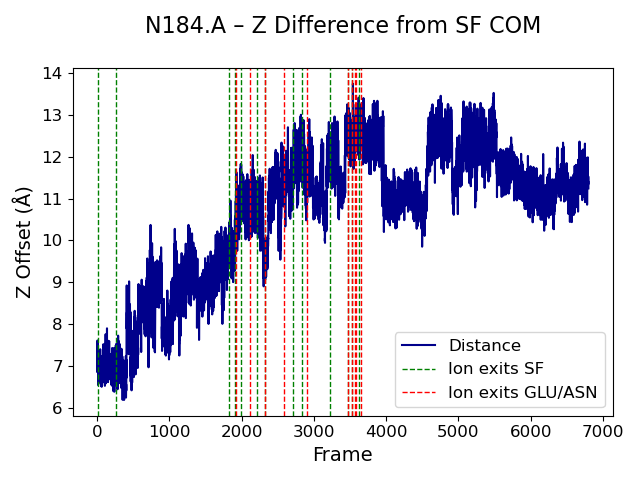 N184.A – Z Difference from SF COM
14
13
12
11
10
9
8
7
6
Z Offset (Å)
Distance
Ion exits SF
Ion exits GLU/ASN
0 1000 2000 3000 4000 5000 6000 7000
Frame